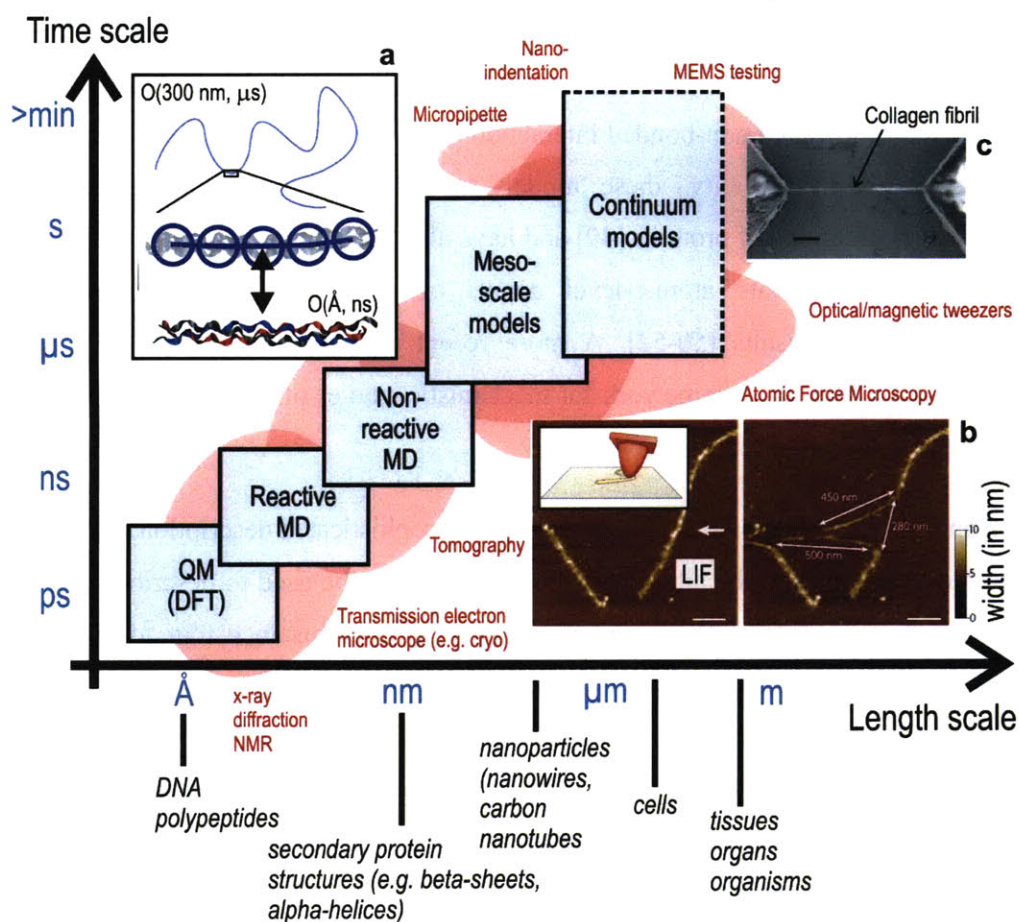 Time scale
>min
s
µs
ns
ps
a
O(300 nm, µs)
O(Å, ns)
Nano-
indentation
MEMS testing
Micropipette
Collagen fibril
c
Continuum
models
Meso-
scale
models
Optical/magnetic tweezers
Non-
reactive
MD
Atomic Force Microscopy
b
Reactive
MD
450 nm
280 nm
500 nm
Tomography
LIF
10
5
0
width (in nm)
QM
(DFT)
Transmission electron
microscope (e.g. cryo)
Å
x-ray
diffraction
NMR
nm
µm
m
Length scale
DNA
polypeptides
secondary protein
structures (e.g. beta-sheets,
alpha-helices)
nanoparticles
(nanowires,
carbon
nanotubes
cells
tissues
organs
organisms